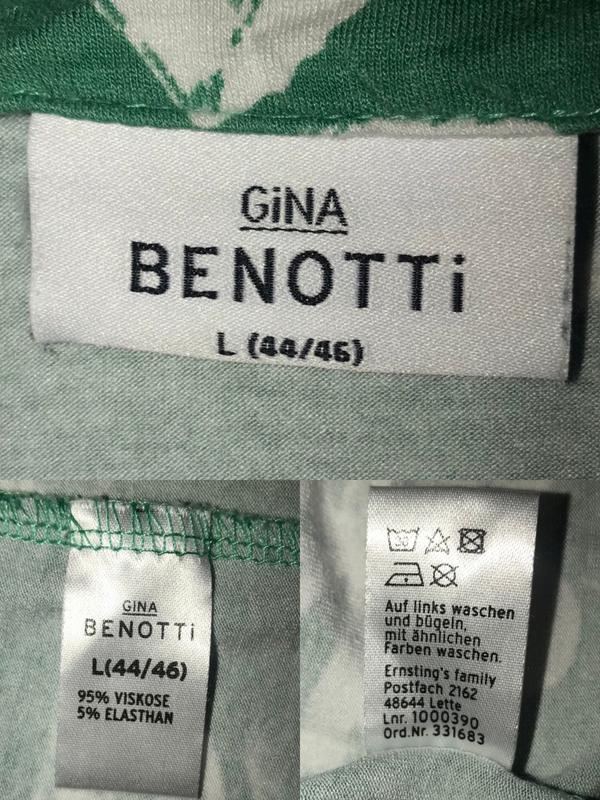 GiNA
BENOTTi
L (44/46)
GINA
BENOTTi
L(44/46)
95% VISKOSE
5% ELASTHAN
30
Auf links waschen
und bügeln,
mit ähnlichen
Farben waschen.
Ernsting's family
Postfach 2162
48644 Lette
Lnr. 1000390
Ord.Nr. 331683